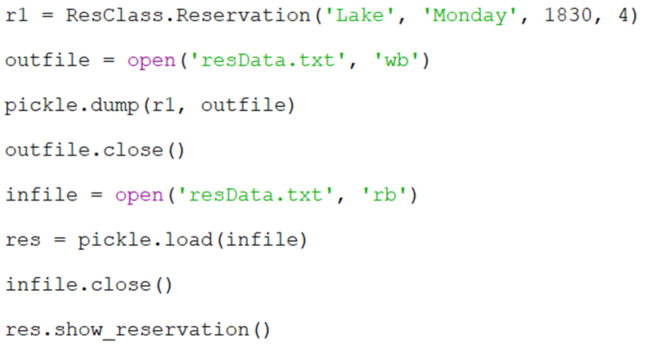 r1 = ResClass.Reservation('Lake', 'Monday', 1830, 4)
outfile = open('resData.txt', 'wb')
pickle.dump(r1, outfile)
outfile.close()
infile = open('resData.txt', 'rb')
res = pickle.load(infile)
infile.close()
res.show_reservation()